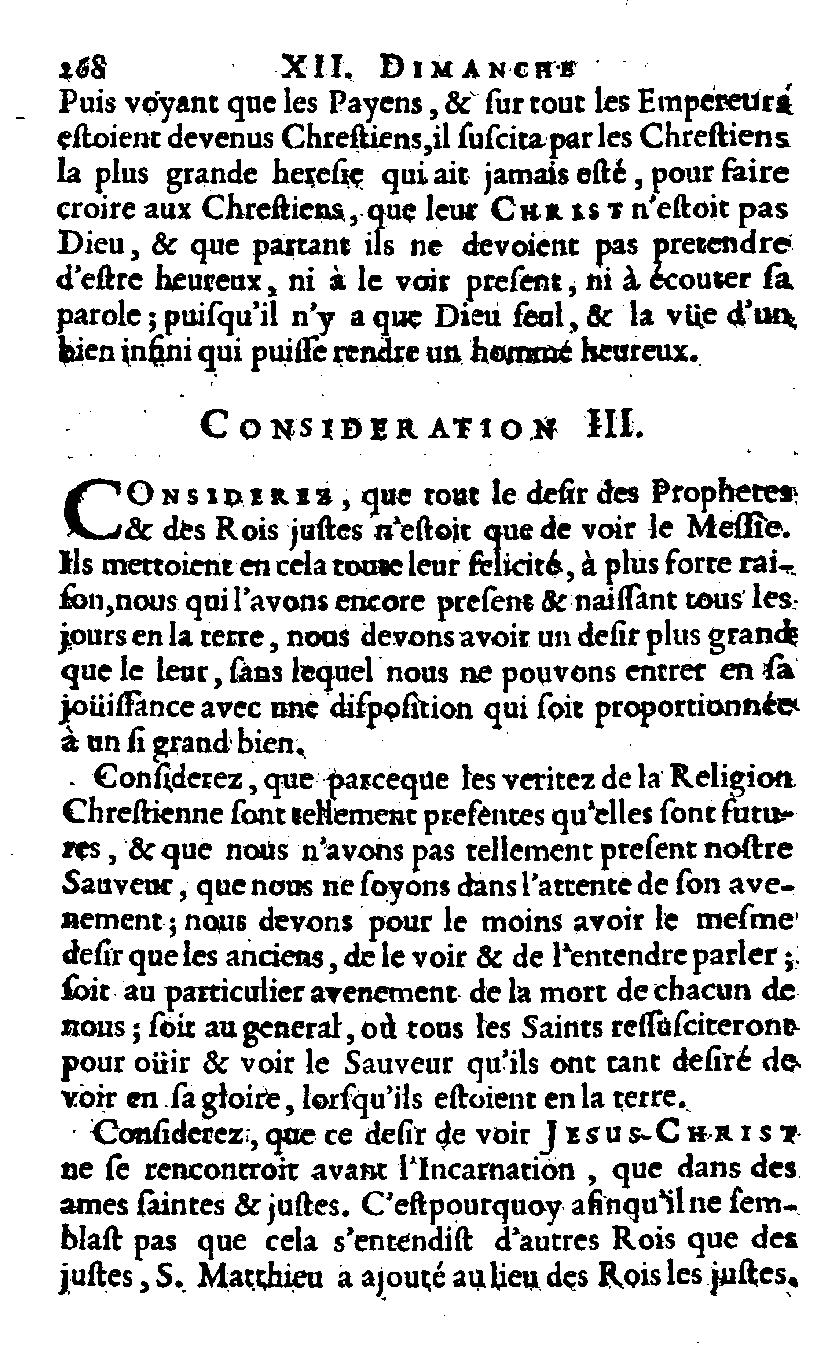 268 XII. DIMANCHE
Puis voyant que les Payens, & ſur tout les Empereurs
eſtoient devenus Chreſtiens, il ſuſcita par les Chreſtiens
la plus grande hereſie qui ait jamais eſté, pour faire
croire aux Chreſtiens, que leur CHRIST n'eſtoit pas
Dieu, & que partant ils ne devoient pas pretendre
d'eſtre heureux, ni à le voir preſent, ni à écouter ſa
parole; puiſqu'il n'y a que Dieu ſeul, & la vüe d'un
bien infini qui puiſſe rendre un homme heureux.
CONSIDERATION III.
CONSIDEREZ, que tout le deſir des Prophetes
& des Rois juſtes n'eſtoit que de voir le Meſſie.
Ils mettoient en cela toute leur felicité, à plus forte rai-
ſon, nous qui l'avons encore preſent & naiſſant tous les
jours en la terre, nous devons avoir un deſir plus grand
que le leur, ſans lequel nous ne pouvons entrer en ſa
joüiſſance avec une diſpoſition qui ſoit proportionnée
à un ſi grand bien.
Conſiderez, que parceque les veritez de la Religion
Chreſtienne ſont tellement preſentes qu'elles ſont futu-
res, & que nous n'avons pas tellement preſent noſtre
Sauveur, que nous ne ſoyons dans l'attente de ſon ave-
nement; nous devons pour le moins avoir le meſme
deſir que les anciens, de le voir & de l'entendre parler;
ſoit au particulier avenement de la mort de chacun de
nous; ſoit au general, où tous les Saints reſſuſciteront
pour oüir & voir le Sauveur qu'ils ont tant deſiré de
voir en ſa gloire, lorſqu'ils eſtoient en la terre.
Conſiderez, que ce deſir de voir JESUS-CHRIST
ne ſe rencontroit avant l'Incarnation, que dans des
ames ſaintes & juſtes. C'eſtpourquoy afinqu'il ne ſem-
blaſt pas que cela s'entendiſt d'autres Rois que des
juſtes, S. Matthieu a ajouté au lieu des Rois les juſtes.